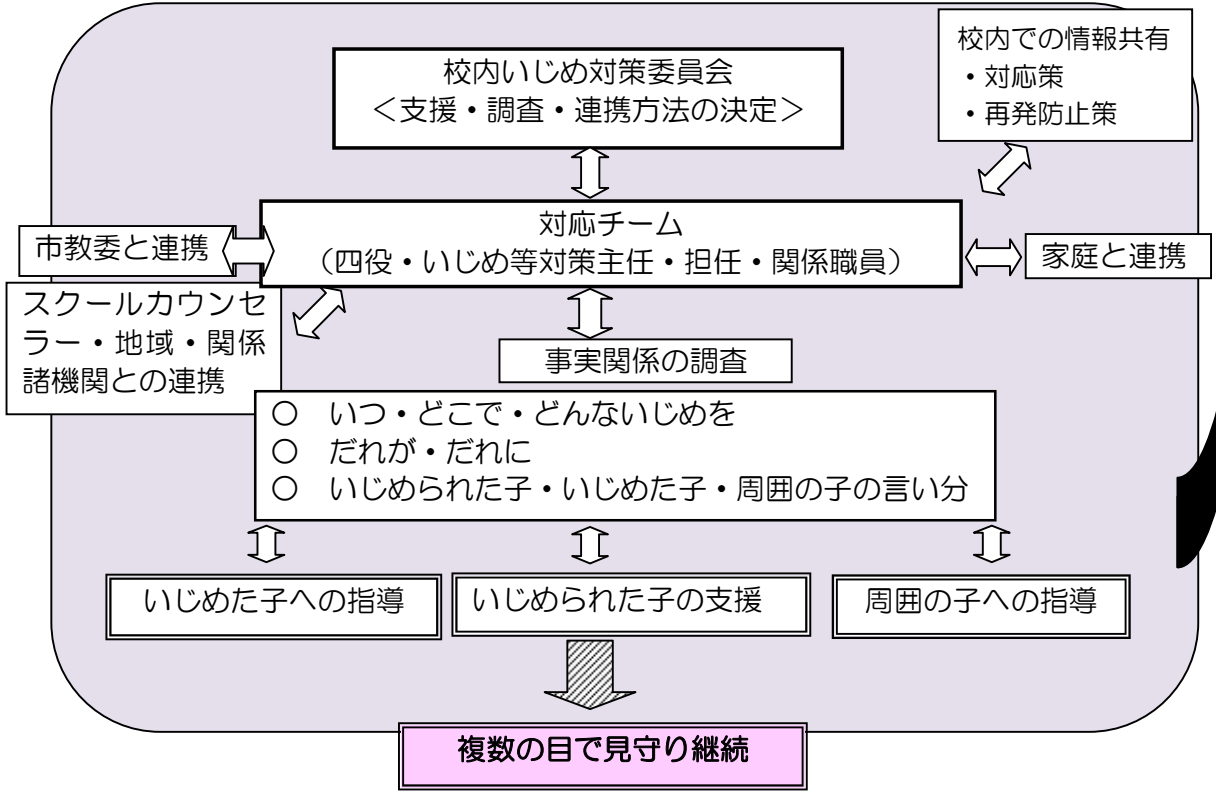 校内いじめ対策委員会
＜支援・調査・連携方法の決定＞
校内での情報共有
・対応策
・再発防止策
対応チーム
（四役・いじめ等対策主任・担任・関係職員）
市教委と連携
家庭と連携
スクールカウンセ
ラー・地域・関係
諸機関との連携
事実関係の調査
○　いつ・どこで・どんないじめを
○　だれが・だれに
○　いじめられた子・いじめた子・周囲の子の言い分
いじめた子への指導
いじめられた子の支援
周囲の子への指導
複数の目で見守り継続